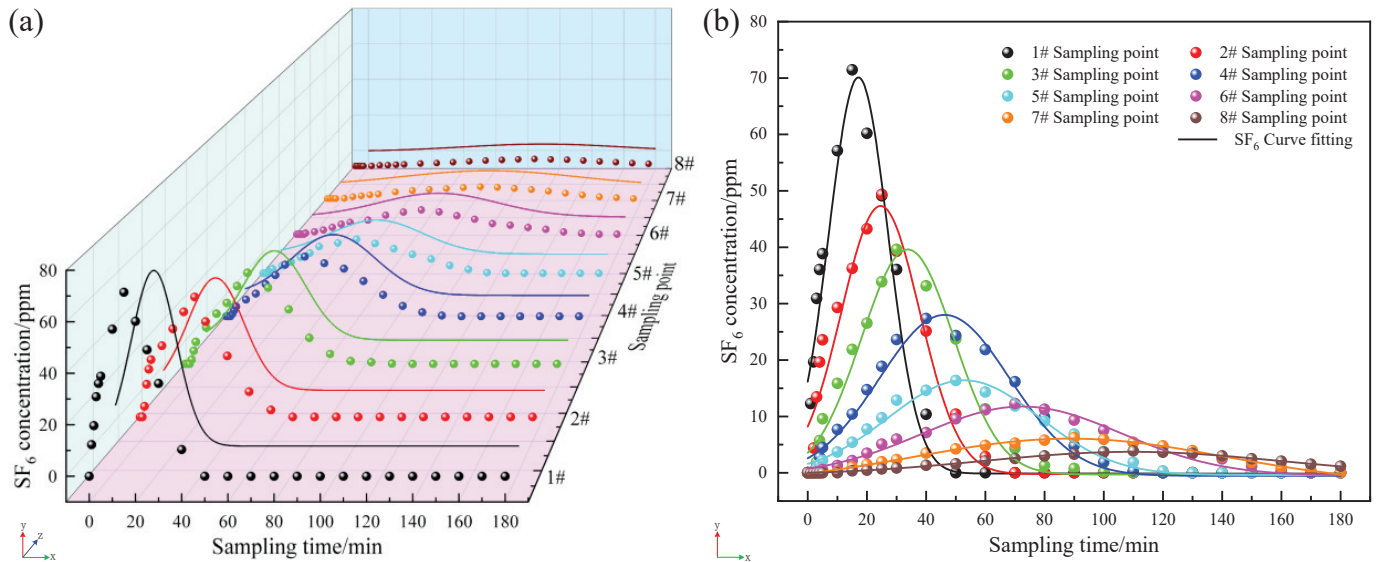 (a)
SF6 concentration/ppm
80
60
40
20
0
0 20 40 60 80 100 120 140 160 180
Sampling time/min
1#
2#
3#
4#
5#
6#
7#
8#
Sampling point
y
z
x
(b)
SF6 concentration/ppm
80
70
60
50
40
30
20
10
0
1# Sampling point 2# Sampling point
3# Sampling point 4# Sampling point
5# Sampling point 6# Sampling point
7# Sampling point 8# Sampling point
SF6 Curve fitting
0 20 40 60 80 100 120 140 160 180
Sampling time/min
y
x